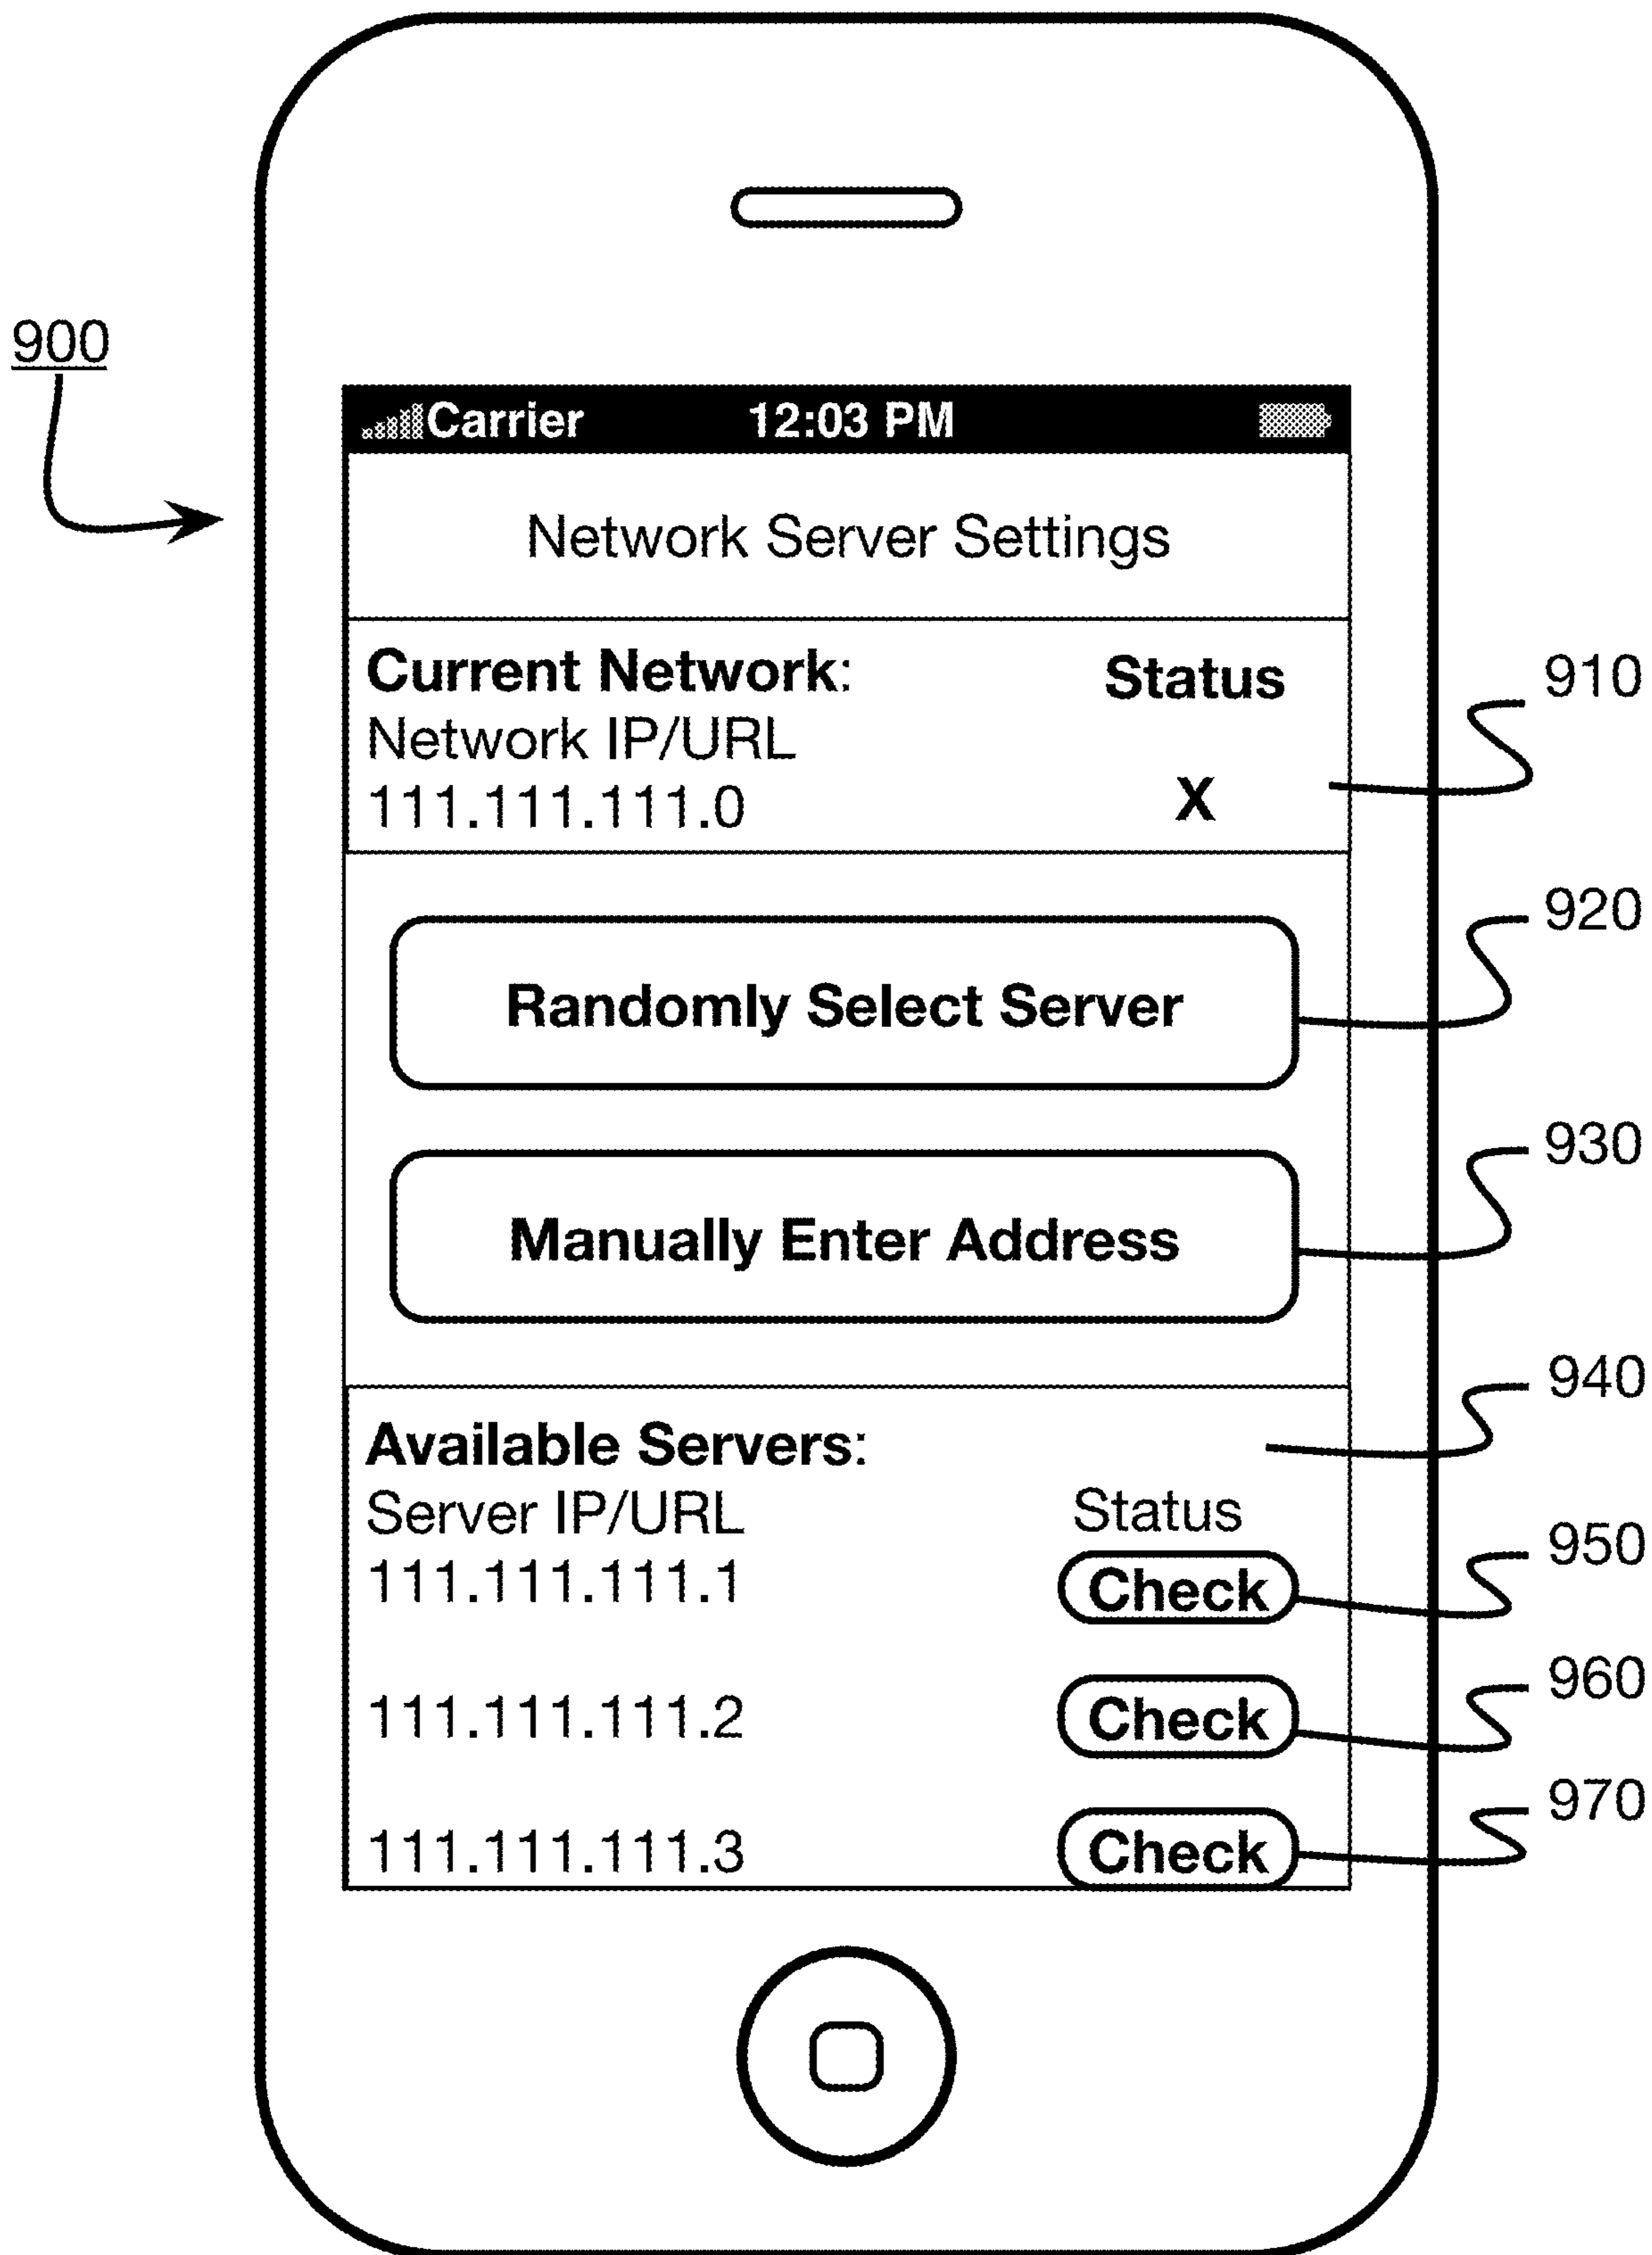 900
Carrier 12:03 PM
Network Server Settings
Current Network: Status
910
Network IP/URL
111.111.111.0 X
920
Randomly Select Server
930
Manually Enter Address
940
Available Servers:
Server IP/URL Status
950
111.111.111.1 Check
960
111.111.111.2 Check
970
111.111.111.3 Check